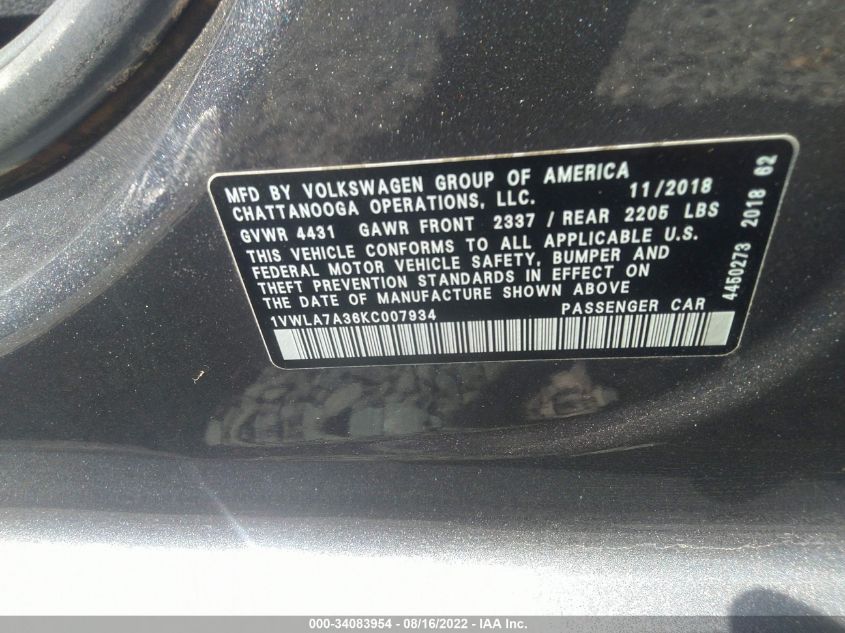 MFD BY VOLKSWAGEN GROUP OF AMERICA 11/2018
CHATTANOOGA OPERATIONS, LLC.
GVWR 4431 GAWR FRONT 2337 / REAR 2205 LBS
THIS VEHICLE CONFORMS TO ALL APPLICABLE U.S.
FEDERAL MOTOR VEHICLE SAFETY, BUMPER AND
THEFT PREVENTION STANDARDS IN EFFECT ON
THE DATE OF MANUFACTURE SHOWN ABOVE
1VWLA7A36KC007934 PASSENGER CAR
4450273 2018 62
000-34083954 - 08/16/2022 - IAA Inc.